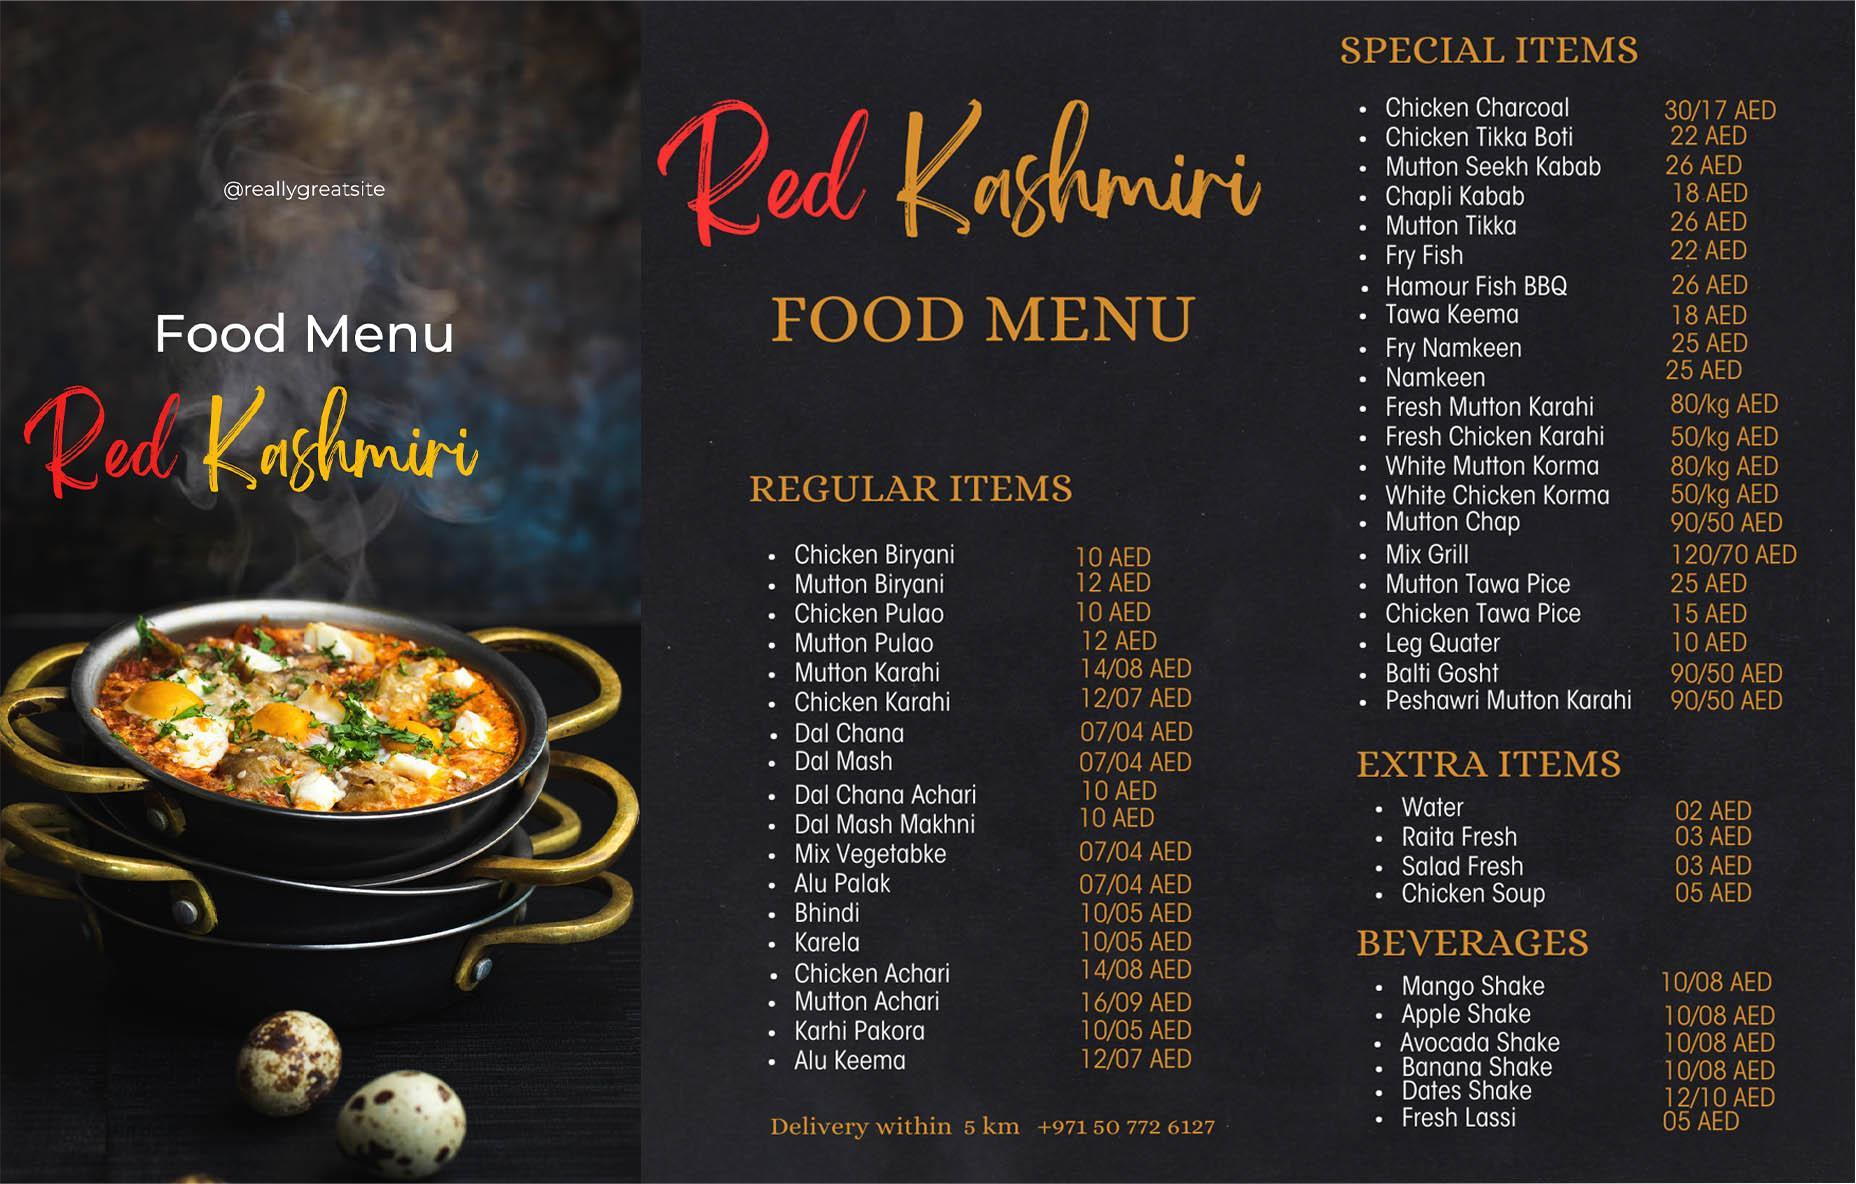 @reallygreatsite
Food Menu
Red Kashmiri
Red Kashmiri
FOOD MENU
REGULAR ITEMS
• Chicken Biryani 10 AED
• Mutton Biryani 12 AED
• Chicken Pulao 10 AED
• Mutton Pulao 12 AED
• Mutton Karahi 14/08 AED
• Chicken Karahi 12/07 AED
• Dal Chana 07/04 AED
• Dal Mash 07/04 AED
• Dal Chana Achari 10 AED
• Dal Mash Makhni 10 AED
• Mix Vegetabke 07/04 AED
• Alu Palak 07/04 AED
• Bhindi 10/05 AED
• Karela 10/05 AED
• Chicken Achari 14/08 AED
• Mutton Achari 16/09 AED
• Karhi Pakora 10/05 AED
• Alu Keema 12/07 AED
Delivery within 5 km +971 50 772 6127
SPECIAL ITEMS
• Chicken Charcoal 30/17 AED
• Chicken Tikka Boti 22 AED
• Mutton Seekh Kabab 26 AED
• Chapli Kabab 18 AED
• Mutton Tikka 26 AED
• Fry Fish 22 AED
• Hamour Fish BBQ 26 AED
• Tawa Keema 18 AED
• Fry Namkeen 25 AED
• Namkeen 25 AED
• Fresh Mutton Karahi 80/kg AED
• Fresh Chicken Karahi 50/kg AED
• White Mutton Korma 80/kg AED
• White Chicken Korma 50/kg AED
• Mutton Chap 90/50 AED
• Mix Grill 120/70 AED
• Mutton Tawa Pice 25 AED
• Chicken Tawa Pice 15 AED
• Leg Quater 10 AED
• Balti Gosht 90/50 AED
• Peshawri Mutton Karahi 90/50 AED
EXTRA ITEMS
• Water 02 AED
• Raita Fresh 03 AED
• Salad Fresh 03 AED
• Chicken Soup 05 AED
BEVERAGES
• Mango Shake 10/08 AED
• Apple Shake 10/08 AED
• Avocada Shake 10/08 AED
• Banana Shake 10/08 AED
• Dates Shake 12/10 AED
• Fresh Lassi 05 AED